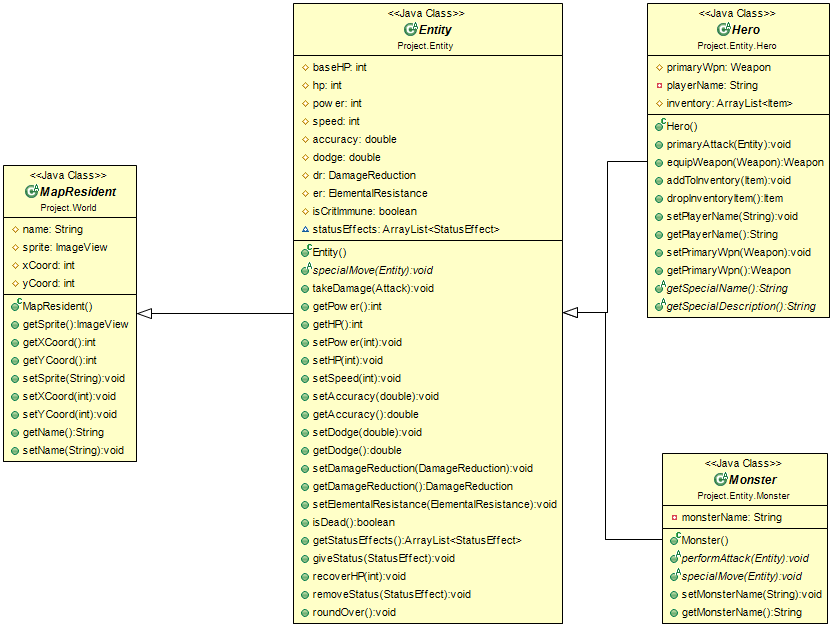 <<Java Class>>
MapResident
Project.World
name: String
sprite: ImageView
xCoord: int
yCoord: int
MapResident()
getSprite():ImageView
getXCoord():int
getYCoord():int
setSprite(String):void
setXCoord(int):void
setYCoord(int):void
getName():String
setName(String):void
<<Java Class>>
Entity
Project.Entity
baseHP: int
hp: int
power: int
speed: int
accuracy: double
dodge: double
dr: DamageReduction
er: ElementalResistance
isCritImmune: boolean
statusEffects: ArrayList<StatusEffect>
Entity()
specialMove(Entity):void
takeDamage(Attack):void
getPower():int
getHP():int
setPower(int):void
setHP(int):void
setSpeed(int):void
setAccuracy(double):void
getAccuracy():double
setDodge(double):void
getDodge():double
setDamageReduction(DamageReduction):void
getDamageReduction():DamageReduction
setElementalResistance(ElementalResistance):void
isDead():boolean
getStatusEffects():ArrayList<StatusEffect>
giveStatus(StatusEffect):void
recoverHP(int):void
removeStatus(StatusEffect):void
roundOver():void
<<Java Class>>
Hero
Project.Entity.Hero
primaryWpn: Weapon
playerName: String
inventory: ArrayList<Item>
Hero()
primaryAttack(Entity):void
equipWeapon(Weapon):Weapon
addToInventory(Item):void
dropInventoryItem():Item
setPlayerName(String):void
getPlayerName():String
setPrimaryWpn(Weapon):void
getPrimaryWpn():Weapon
getSpecialName():String
getSpecialDescription():String
<<Java Class>>
Monster
Project.Entity.Monster
monsterName: String
Monster()
performAttack(Entity):void
specialMove(Entity):void
setMonsterName(String):void
getMonsterName():String